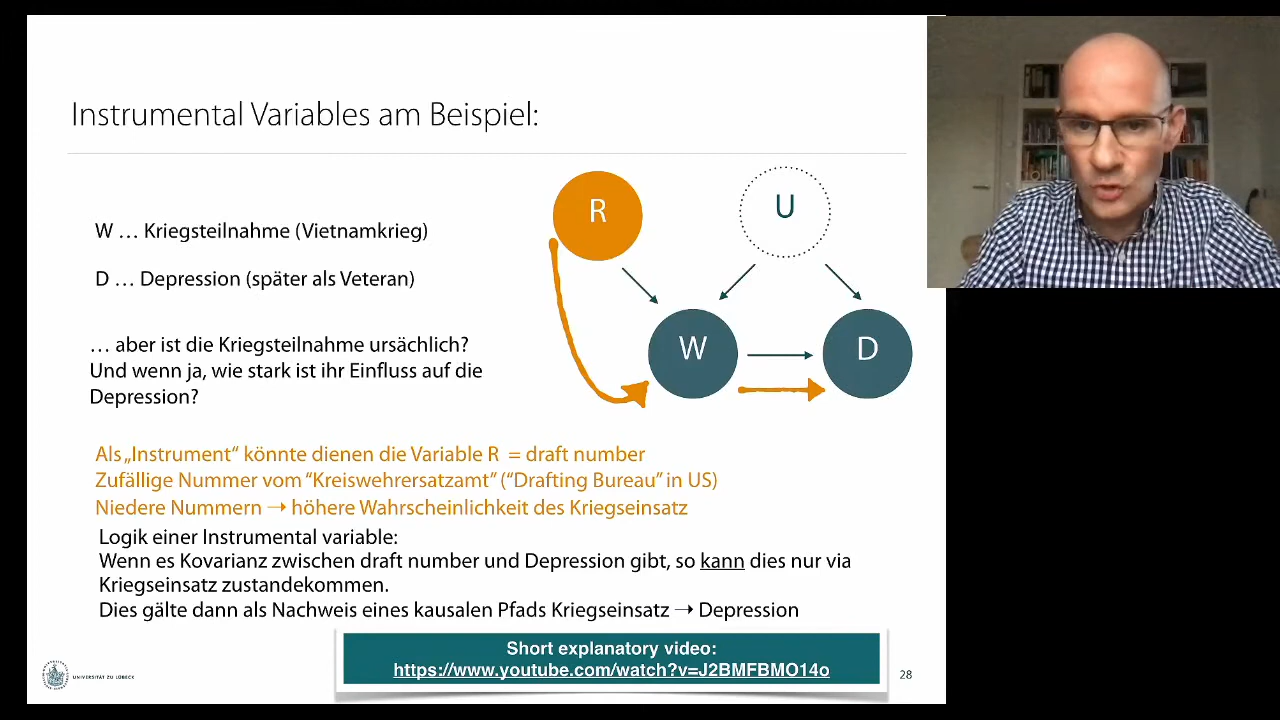 Instrumental Variables am Beispiel:
R
U
W … Kriegsteilnahme (Vietnamkrieg)
D … Depression (später als Veteran)
W
D
… aber ist die Kriegsteilnahme ursächlich?
Und wenn ja, wie stark ist ihr Einfluss auf die
Depression?
Als „Instrument“ könnte dienen die Variable R = draft number
Zufällige Nummer vom “Kreiswehrersatzamt” (“Drafting Bureau” in US)
Niedere Nummern → höhere Wahrscheinlichkeit des Kriegseinsatz
Logik einer Instrumental variable:
Wenn es Kovarianz zwischen draft number und Depression gibt, so kann dies nur via
Kriegseinsatz zustandekommen.
Dies gälte dann als Nachweis eines kausalen Pfads Kriegseinsatz → Depression
Short explanatory video:
https://www.youtube.com/watch?v=J2BMFBMO14o
UNIVERSITÄT ZU LÜBECK
28